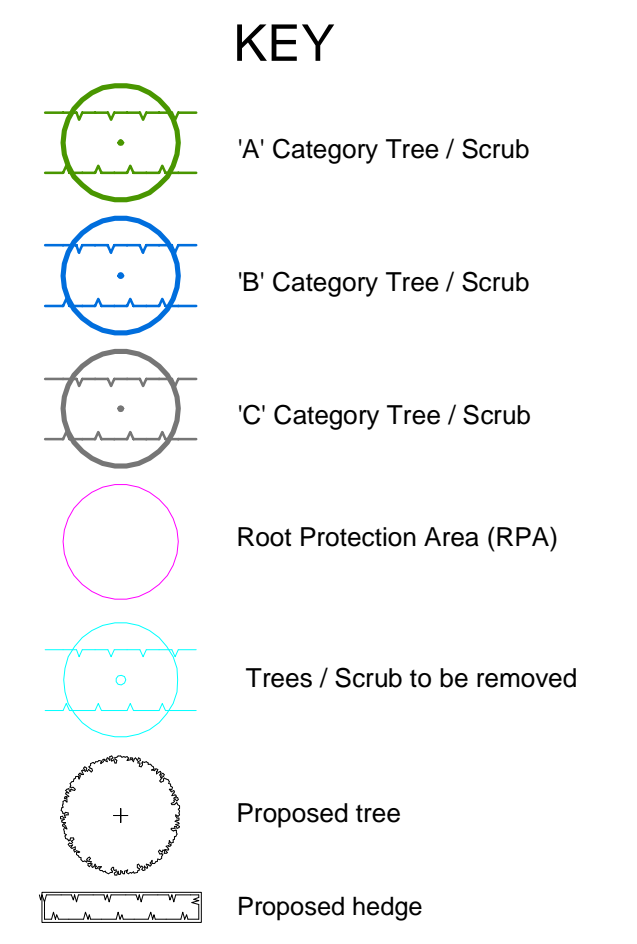 KEY
'A' Category Tree / Scrub
'B' Category Tree / Scrub
'C' Category Tree / Scrub
Root Protection Area (RPA)
Trees / Scrub to be removed
Proposed tree
Proposed hedge